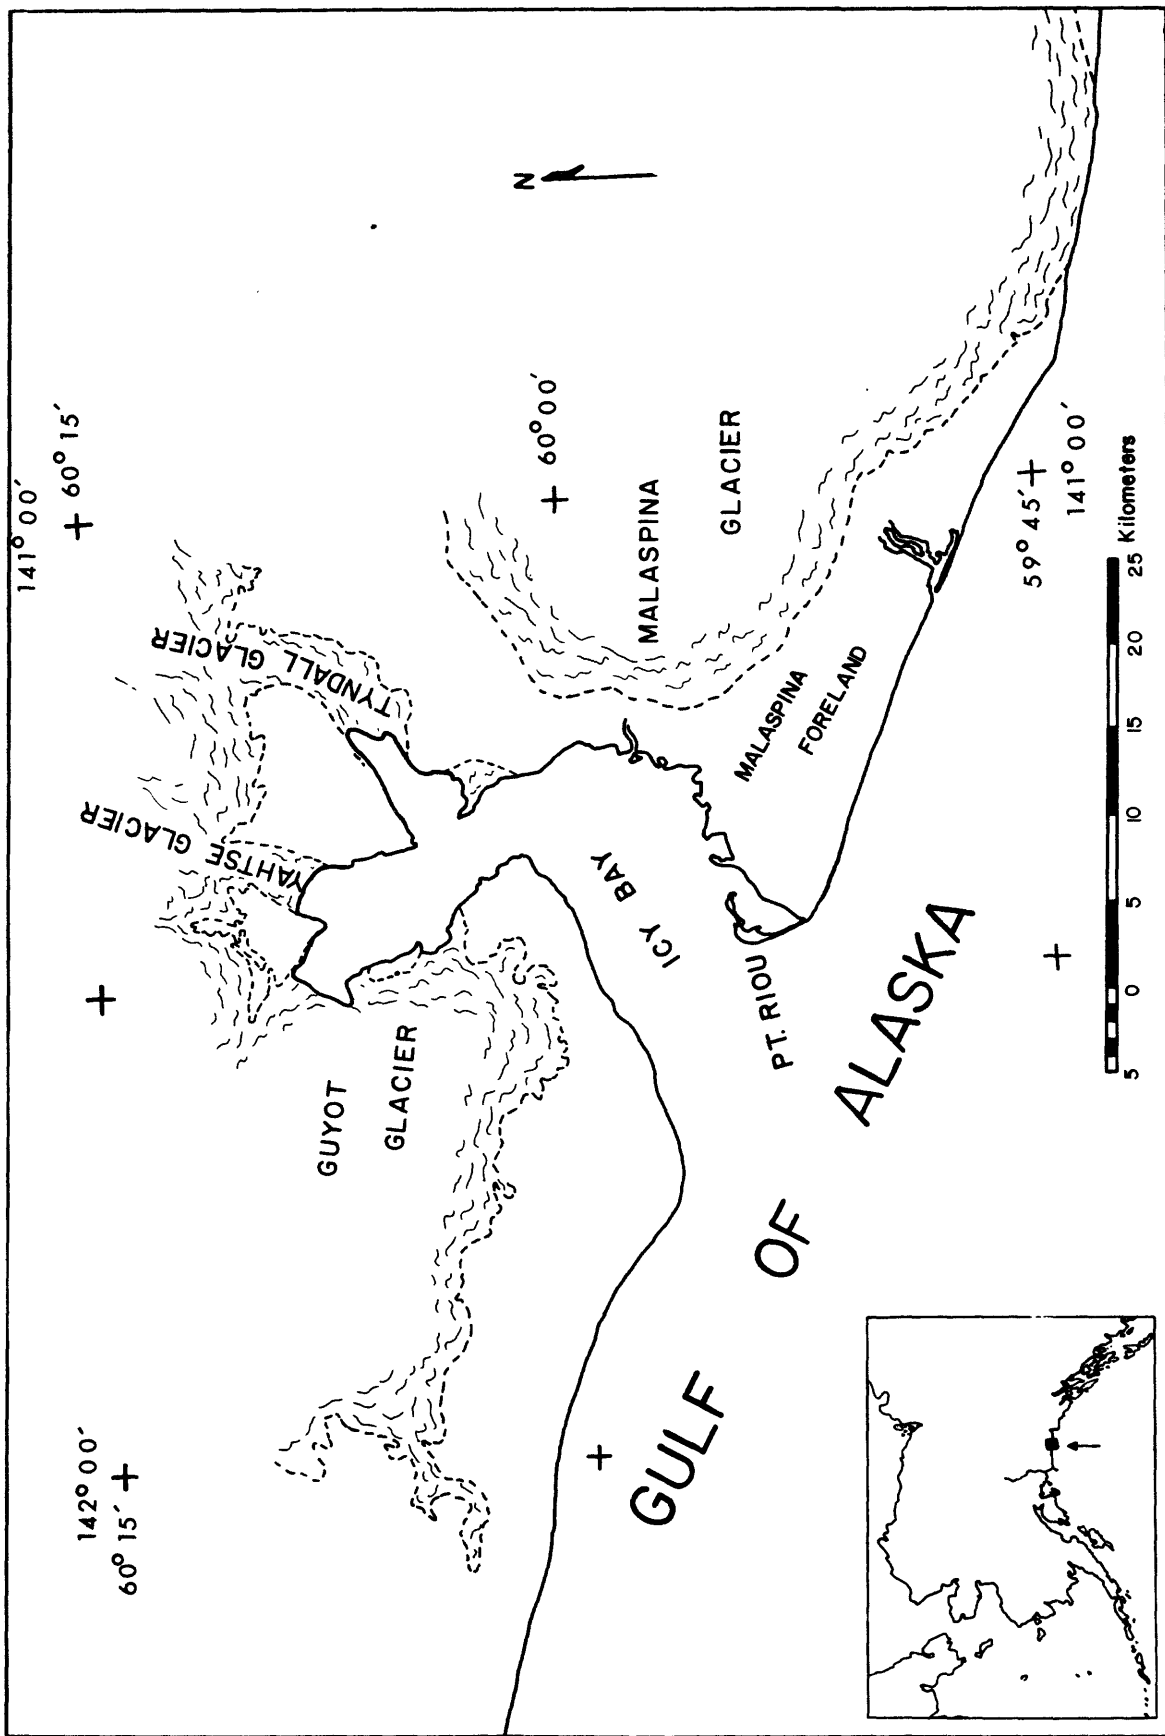 141°00'
60°15'
142°00'
60°15'
YAHTSE GLACIER
TYNDALL GLACIER
N
GUYOT
GLACIER
60°00'
MALASPINA
GLACIER
ICY BAY
MALASPINA
FORELAND
PT. RIOU
GULF OF ALASKA
59°45'
141°00'
5 0 5 10 15 20 25 Kilometers